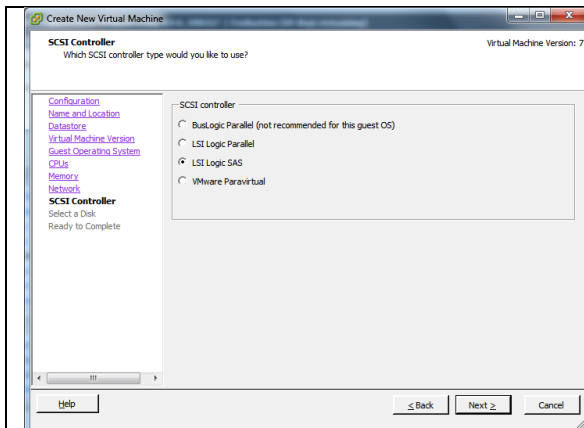 Create New Virtual Machine
SCSI Controller
Which SCSI controller type would you like to use?
Virtual Machine Version: 7
Configuration
Name and Location
Datastore
Virtual Machine Version
Guest Operating System
CPUs
Memory
Network
SCSI Controller
Select a Disk
Ready to Complete
SCSI controller
BusLogic Parallel (not recommended for this guest OS)
LSI Logic Parallel
LSI Logic SAS
VMware Paravirtual
Help
< Back
Next >
Cancel